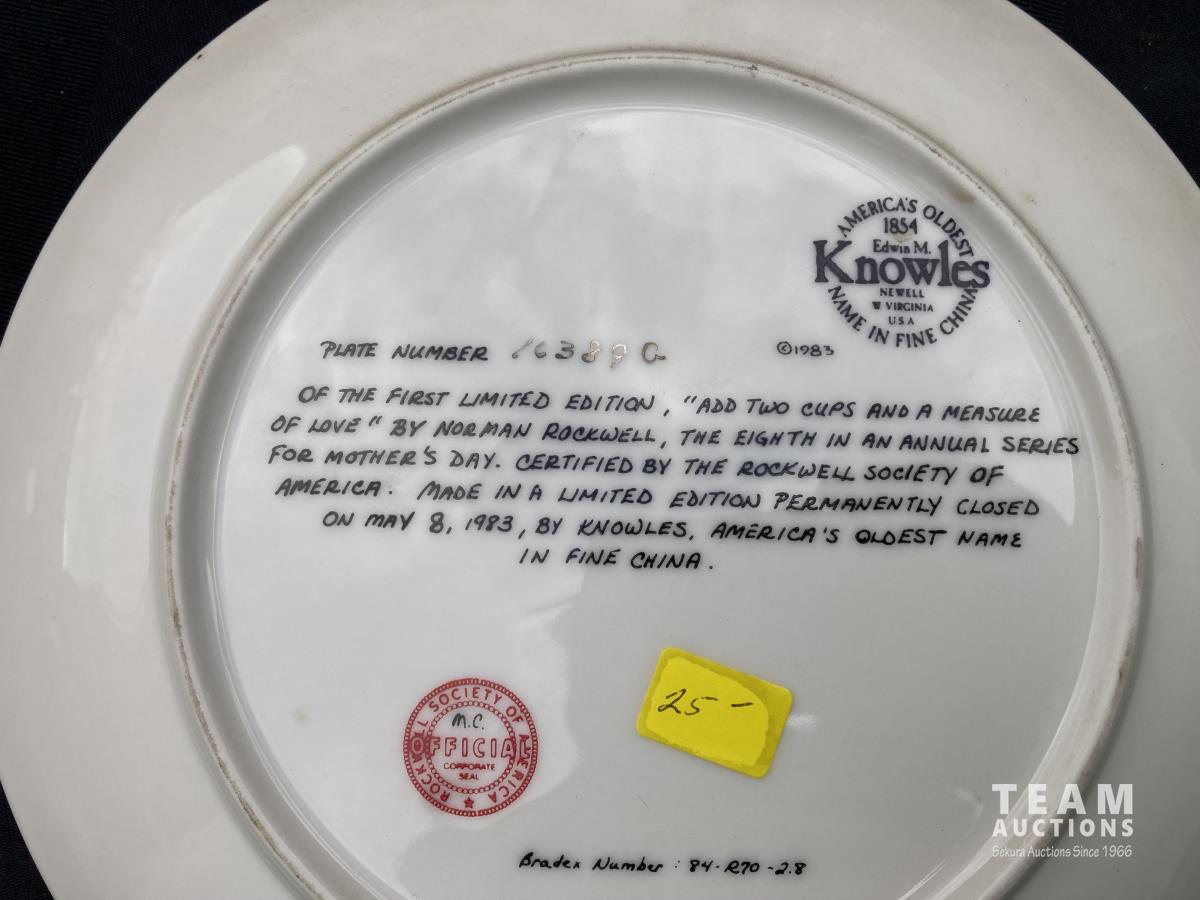 AMERICA'S OLDEST
1854
Edwin M.
Knowles
NEWELL
W VIRGINIA
U.S.A
NAME IN FINE CHINA
PLATE NUMBER 16389G ©1983
OF THE FIRST LIMITED EDITION, "ADD TWO CUPS AND A MEASURE
OF LOVE" BY NORMAN ROCKWELL, THE EIGHTH IN AN ANNUAL SERIES
FOR MOTHER'S DAY. CERTIFIED BY THE ROCKWELL SOCIETY OF
AMERICA. MADE IN A LIMITED EDITION PERMANENTLY CLOSED
ON MAY 8, 1983, BY KNOWLES, AMERICA'S OLDEST NAME
IN FINE CHINA.
25-
ROCKWELL SOCIETY OF AMERICA
M.C.
OFFICIAL
CORPORATE
SEAL
TEAM
AUCTIONS
Sekura Auctions Since 1966
Bradex Number: 84-R70-2.8